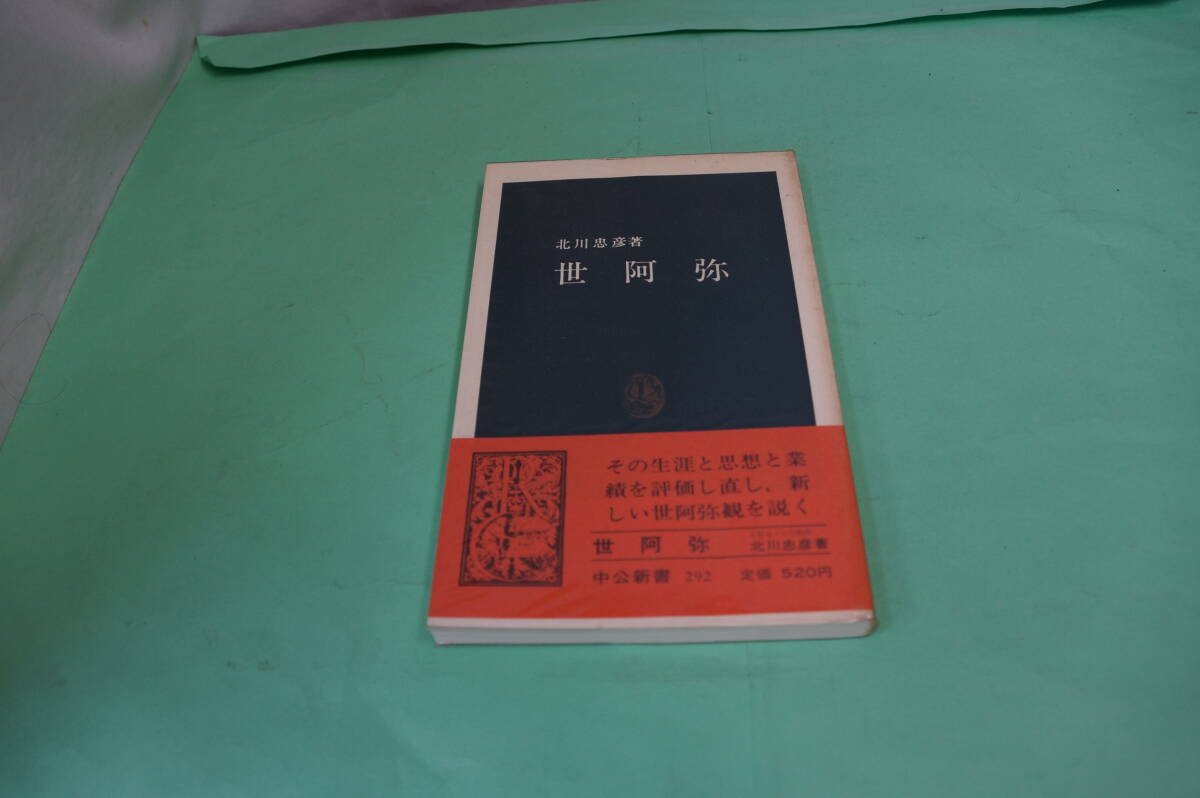 北川忠彦著
世阿弥
その生涯と思想と業
績を評価し直し、新
しい世阿弥観を説く
世阿弥 北川忠彦著
中公新書 292 定価 520円